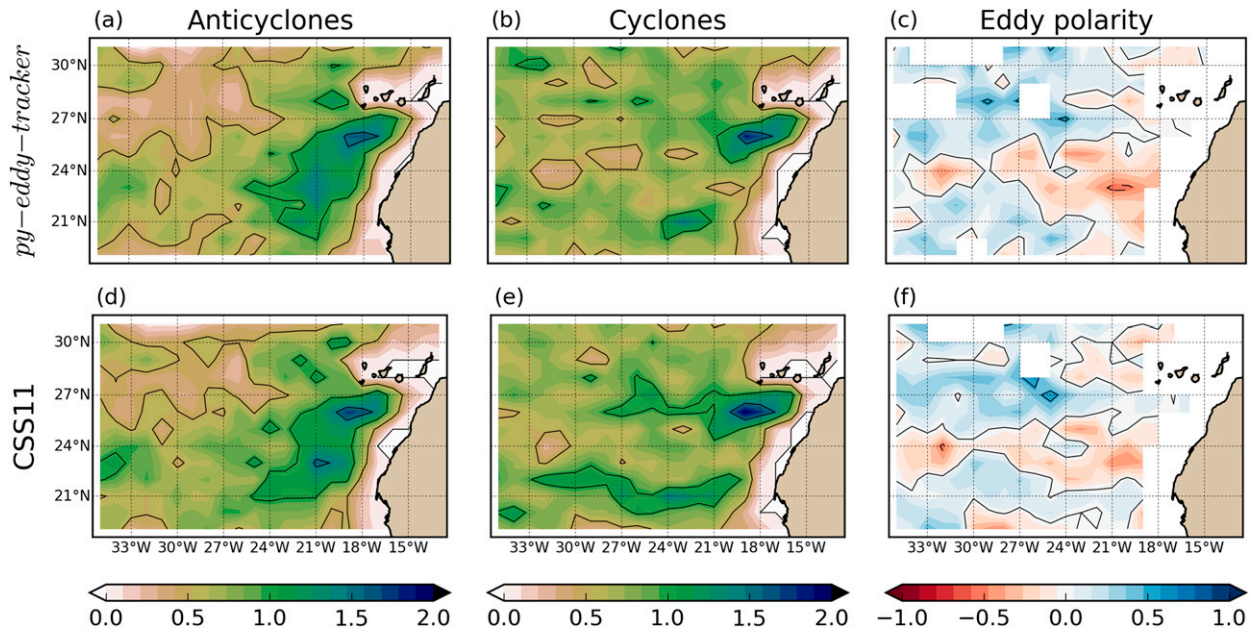 (a) Anticyclones (b) Cyclones (c) Eddy polarity
py−eddy−tracker
30°N
27°N
24°N
21°N
(d) (e) (f)
CSS11
30°N
27°N
24°N
21°N
33°W 30°W 27°W 24°W 21°W 18°W 15°W 33°W 30°W 27°W 24°W 21°W 18°W 15°W 33°W 30°W 27°W 24°W 21°W 18°W 15°W
0.0 0.5 1.0 1.5 2.0 0.0 0.5 1.0 1.5 2.0 −1.0 −0.5 0.0 0.5 1.0